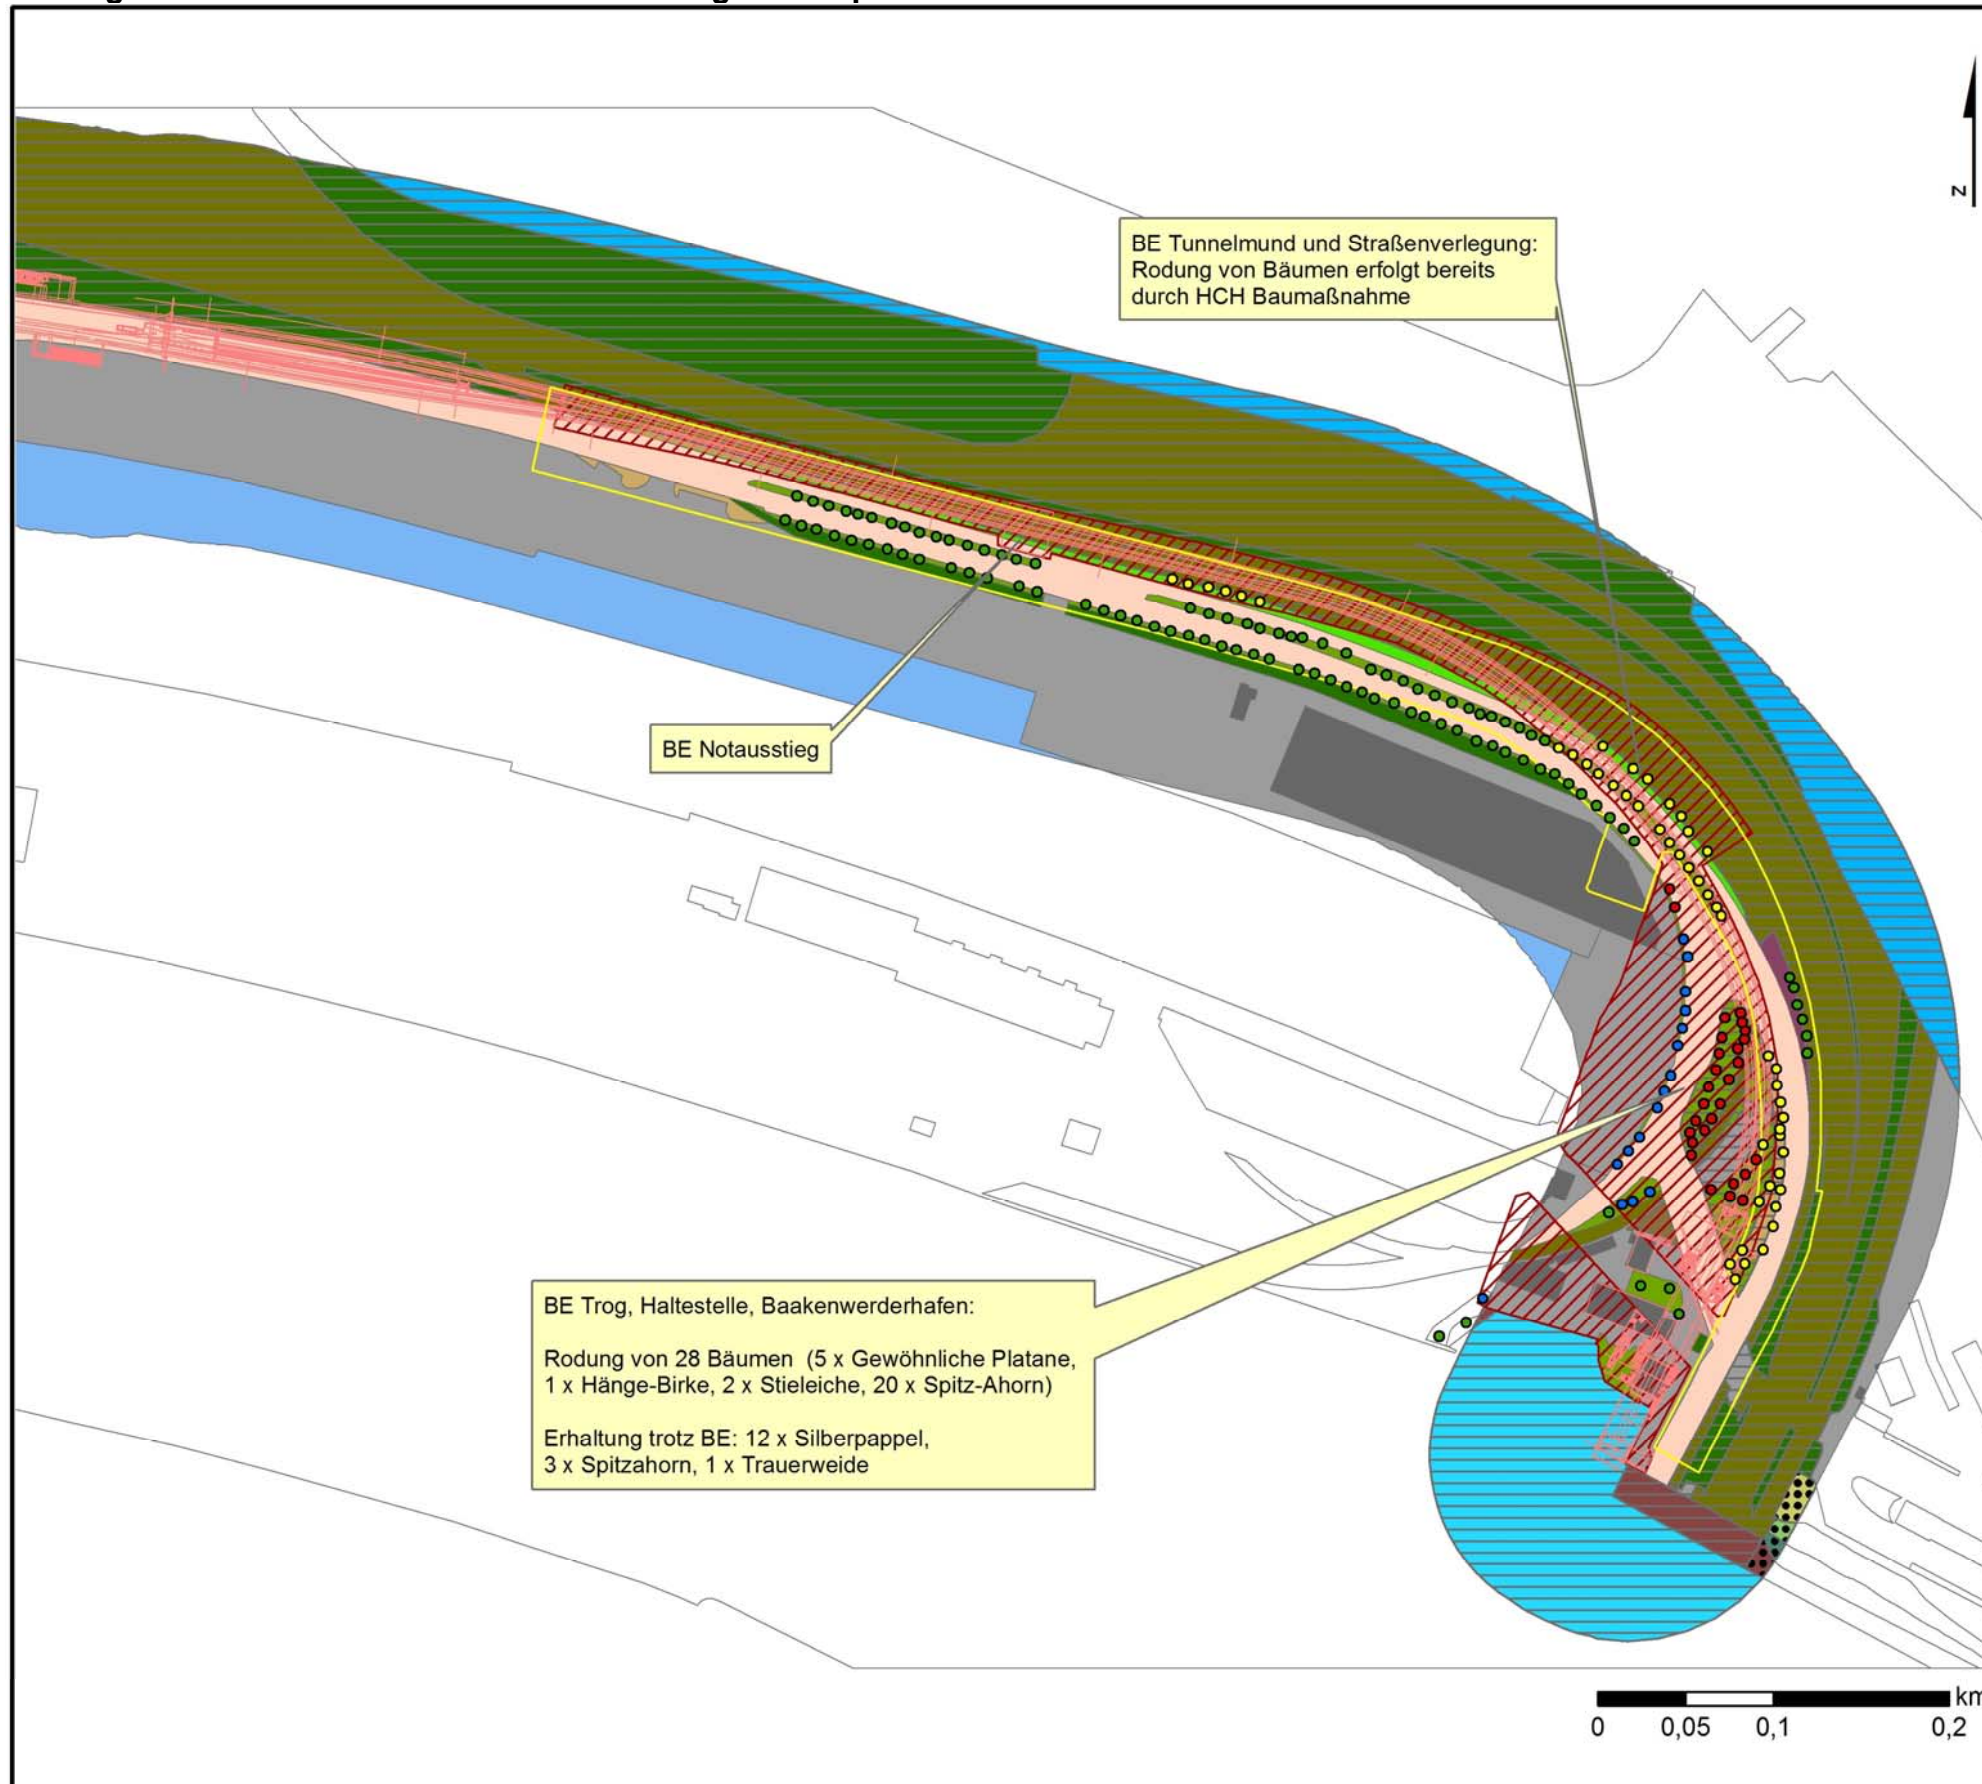 z
BE Tunnelmund und Straßenverlegung:
Rodung von Bäumen erfolgt bereits
durch HCH Baumaßnahme
BE Notausstieg
BE Trog, Haltestelle, Baakenwerderhafen:
Rodung von 28 Bäumen (5 x Gewöhnliche Platane,
1 x Hänge-Birke, 2 x Stieleiche, 20 x Spitz-Ahorn)
Erhaltung trotz BE: 12 x Silberpappel,
3 x Spitzahorn, 1 x Trauerweide
km
0 0,05 0,1 0,2